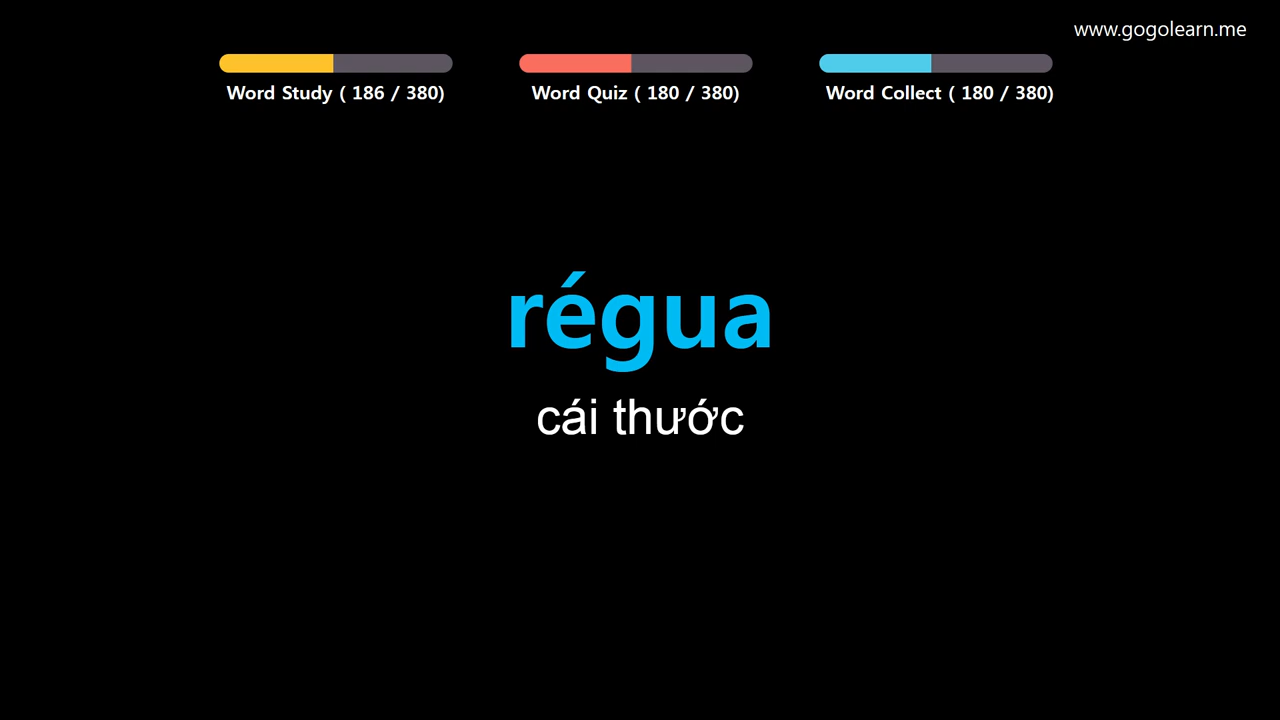 www.gogolearn.me
Word Study ( 186 / 380)
Word Quiz ( 180 / 380)
Word Collect ( 180 / 380)
régua
cái thước